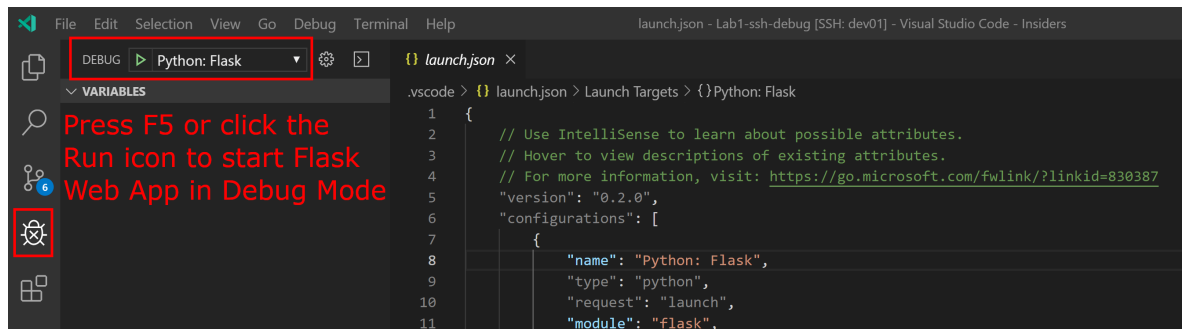 File Edit Selection View Go Debug Terminal Help
launch.json - Lab1-ssh-debug [SSH: dev01] - Visual Studio Code - Insiders
DEBUG Python: Flask
VARIABLES
Press F5 or click the
Run icon to start Flask
Web App in Debug Mode
6
{} launch.json ×
.vscode > {} launch.json > Launch Targets > {} Python: Flask
1 {
2 // Use IntelliSense to learn about possible attributes.
3 // Hover to view descriptions of existing attributes.
4 // For more information, visit: https://go.microsoft.com/fwlink/?linkid=830387
5 "version": "0.2.0",
6 "configurations": [
7 {
8 "name": "Python: Flask",
9 "type": "python",
10 "request": "launch",
11 "module": "flask",